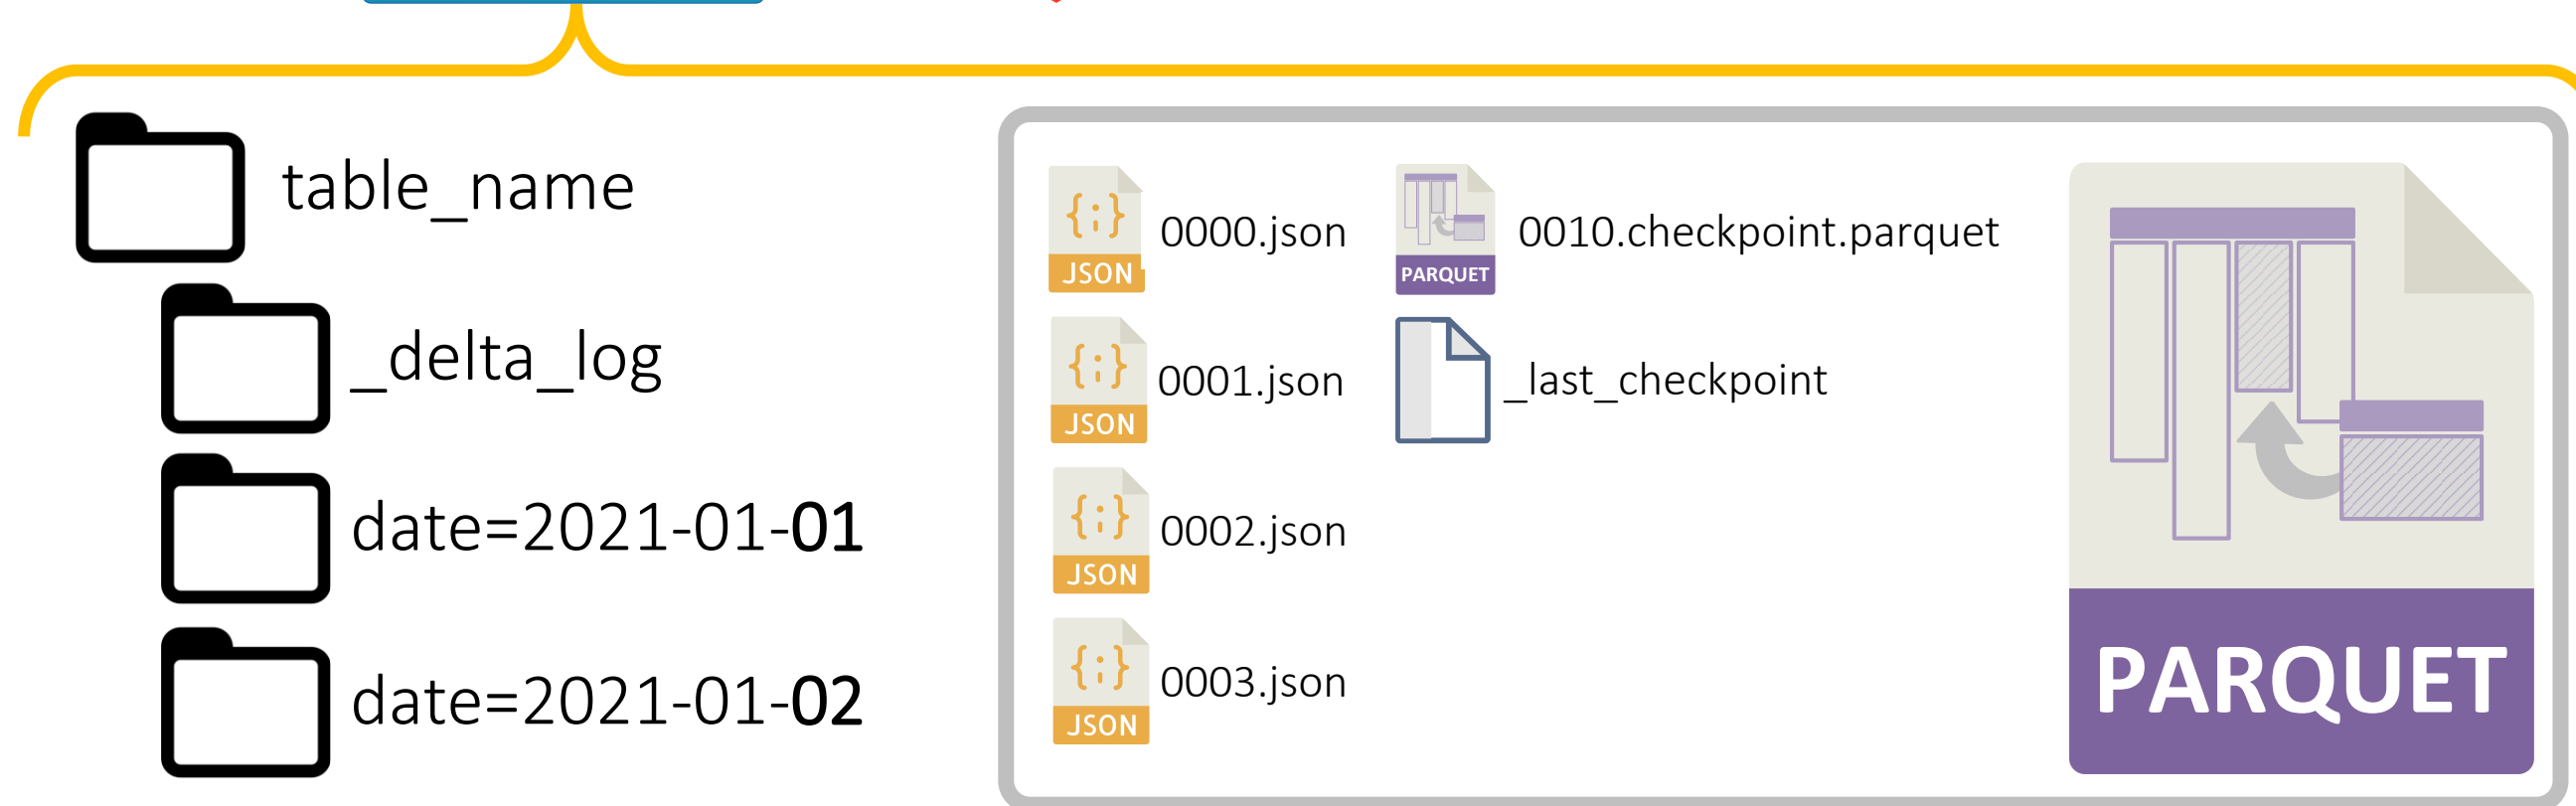 table_name
_delta_log
date=2021-01-01
date=2021-01-02
{;}
JSON
0000.json
{;}
JSON
0001.json
{;}
JSON
0002.json
{;}
JSON
0003.json
PARQUET
0010.checkpoint.parquet
_last_checkpoint
PARQUET